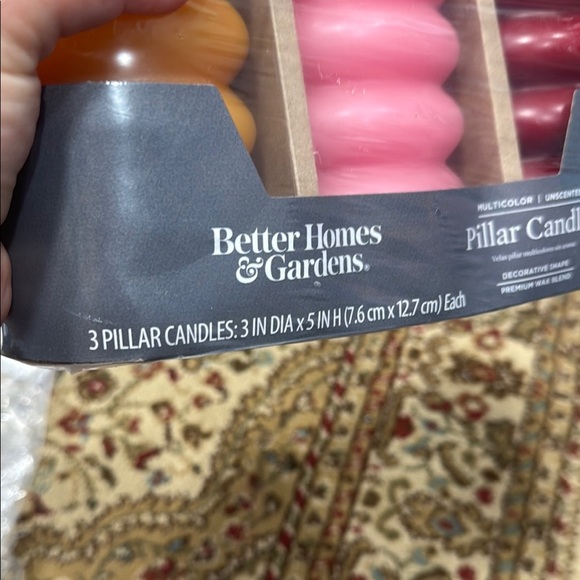 Better Homes
& Gardens®
MULTICOLOR | UNSCENTED
Pillar Candl
DECORATIVE SHAPE
PREMIUM WAX BLEND
3 PILLAR CANDLES: 3 IN DIA x 5 IN H (7.6 cm x 12.7 cm) Each